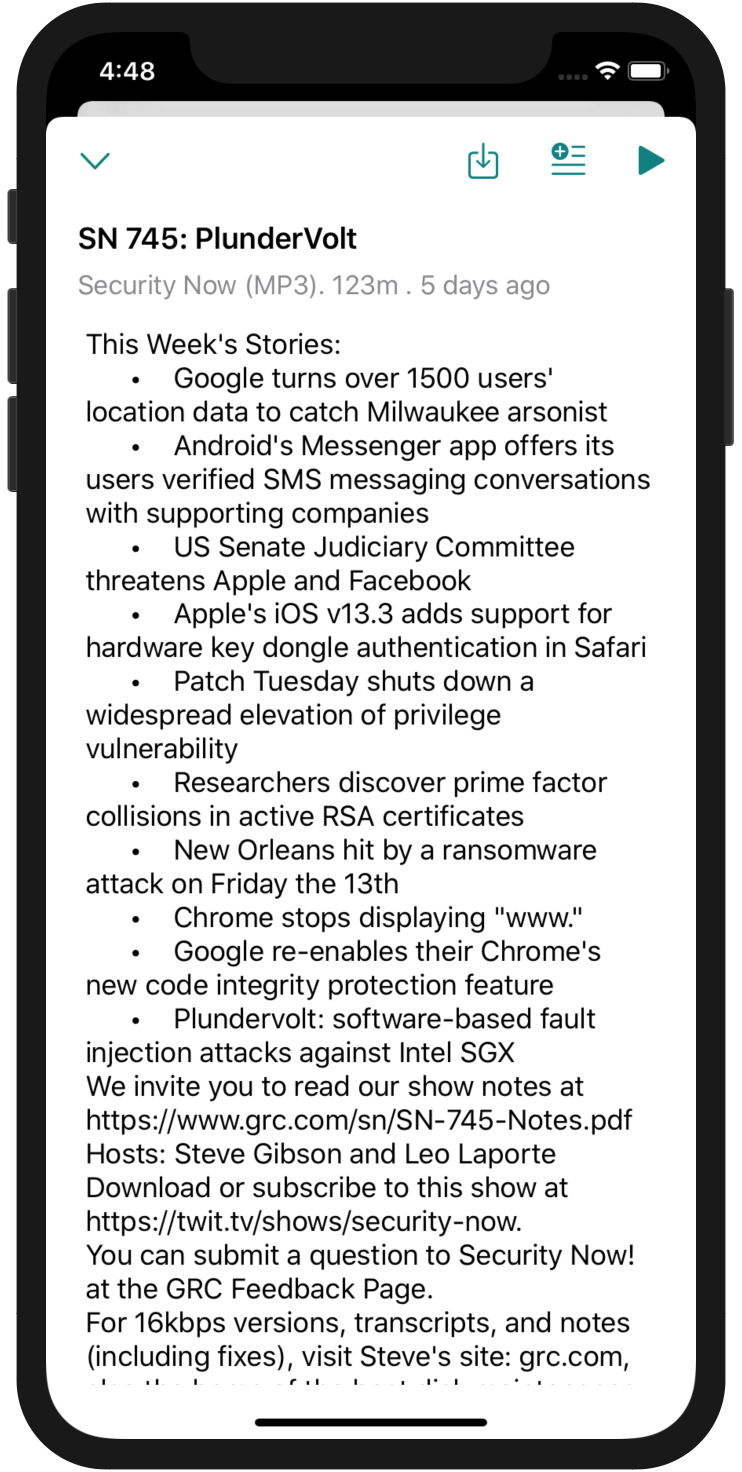 4:48
SN 745: PlunderVolt
Security Now (MP3). 123m . 5 days ago
This Week's Stories:
• Google turns over 1500 users'
location data to catch Milwaukee arsonist
• Android's Messenger app offers its
users verified SMS messaging conversations
with supporting companies
• US Senate Judiciary Committee
threatens Apple and Facebook
• Apple's iOS v13.3 adds support for
hardware key dongle authentication in Safari
• Patch Tuesday shuts down a
widespread elevation of privilege
vulnerability
• Researchers discover prime factor
collisions in active RSA certificates
• New Orleans hit by a ransomware
attack on Friday the 13th
• Chrome stops displaying "www."
• Google re-enables their Chrome's
new code integrity protection feature
• Plundervolt: software-based fault
injection attacks against Intel SGX
We invite you to read our show notes at
https://www.grc.com/sn/SN-745-Notes.pdf
Hosts: Steve Gibson and Leo Laporte
Download or subscribe to this show at
https://twit.tv/shows/security-now.
You can submit a question to Security Now!
at the GRC Feedback Page.
For 16kbps versions, transcripts, and notes
(including fixes), visit Steve's site: grc.com,